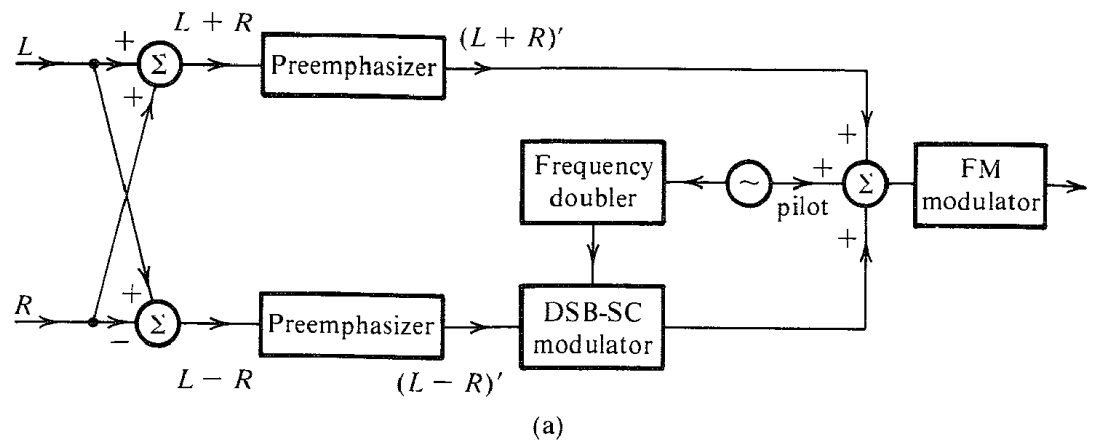 L
+
Σ
+
L + R
Preemphasizer
(L + R)′
Frequency
doubler
~
pilot
+
+
Σ
+
FM
modulator
R
+
Σ
−
L − R
Preemphasizer
(L − R)′
DSB-SC
modulator
(a)